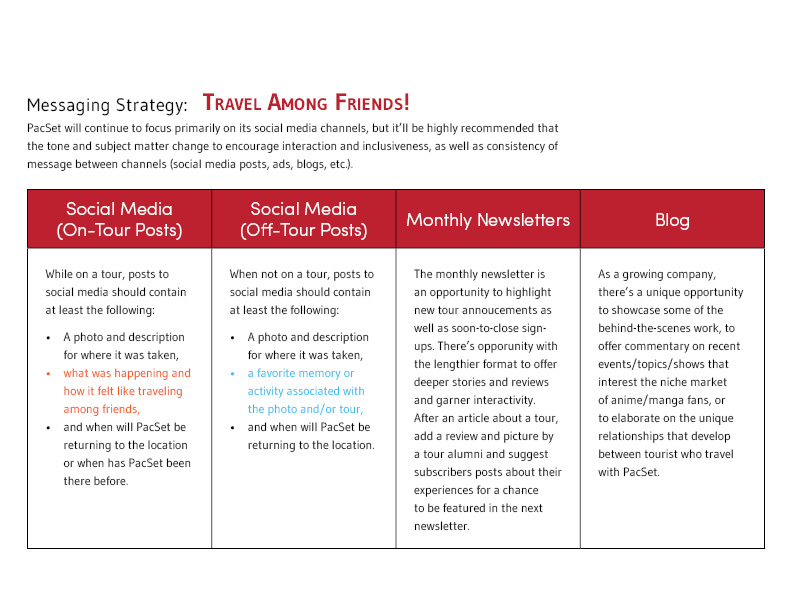 Messaging Strategy: Travel Among Friends!
PacSet will continue to focus primarily on its social media channels, but it'll be highly recommended that
the tone and subject matter change to encourage interaction and inclusiveness, as well as consistency of
message between channels (social media posts, ads, blogs, etc.).
Social Media
(On-Tour Posts)
While on a tour, posts to
social media should contain
at least the following:
• A photo and description
for where it was taken,
• what was happening and
how it felt like traveling
among friends,
• and when will PacSet be
returning to the location
or when has PacSet been
there before.
Social Media
(Off-Tour Posts)
When not on a tour, posts to
social media should contain
at least the following:
• A photo and description
for where it was taken,
• a favorite memory or
activity associated with
the photo and/or tour,
• and when will PacSet be
returning to the location.
Monthly Newsletters
The monthly newsletter is
an opportunity to highlight
new tour annoucements as
well as soon-to-close sign-
ups. There's opporunity with
the lengthier format to offer
deeper stories and reviews
and garner interactivity.
After an article about a tour,
add a review and picture by
a tour alumni and suggest
subscribers posts about their
experiences for a chance
to be featured in the next
newsletter.
Blog
As a growing company,
there's a unique opportunity
to showcase some of the
behind-the-scenes work, to
offer commentary on recent
events/topics/shows that
interest the niche market
of anime/manga fans, or
to elaborate on the unique
relationships that develop
between tourist who travel
with PacSet.